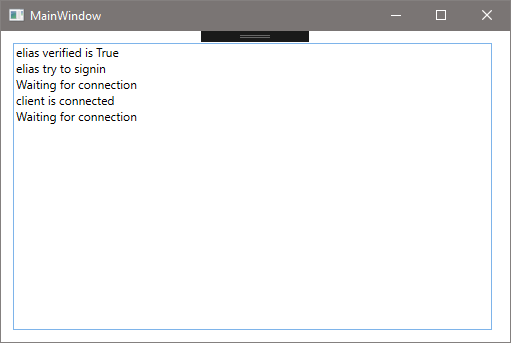 MainWindow
elias verified is True
elias try to signin
Waiting for connection
client is connected
Waiting for connection